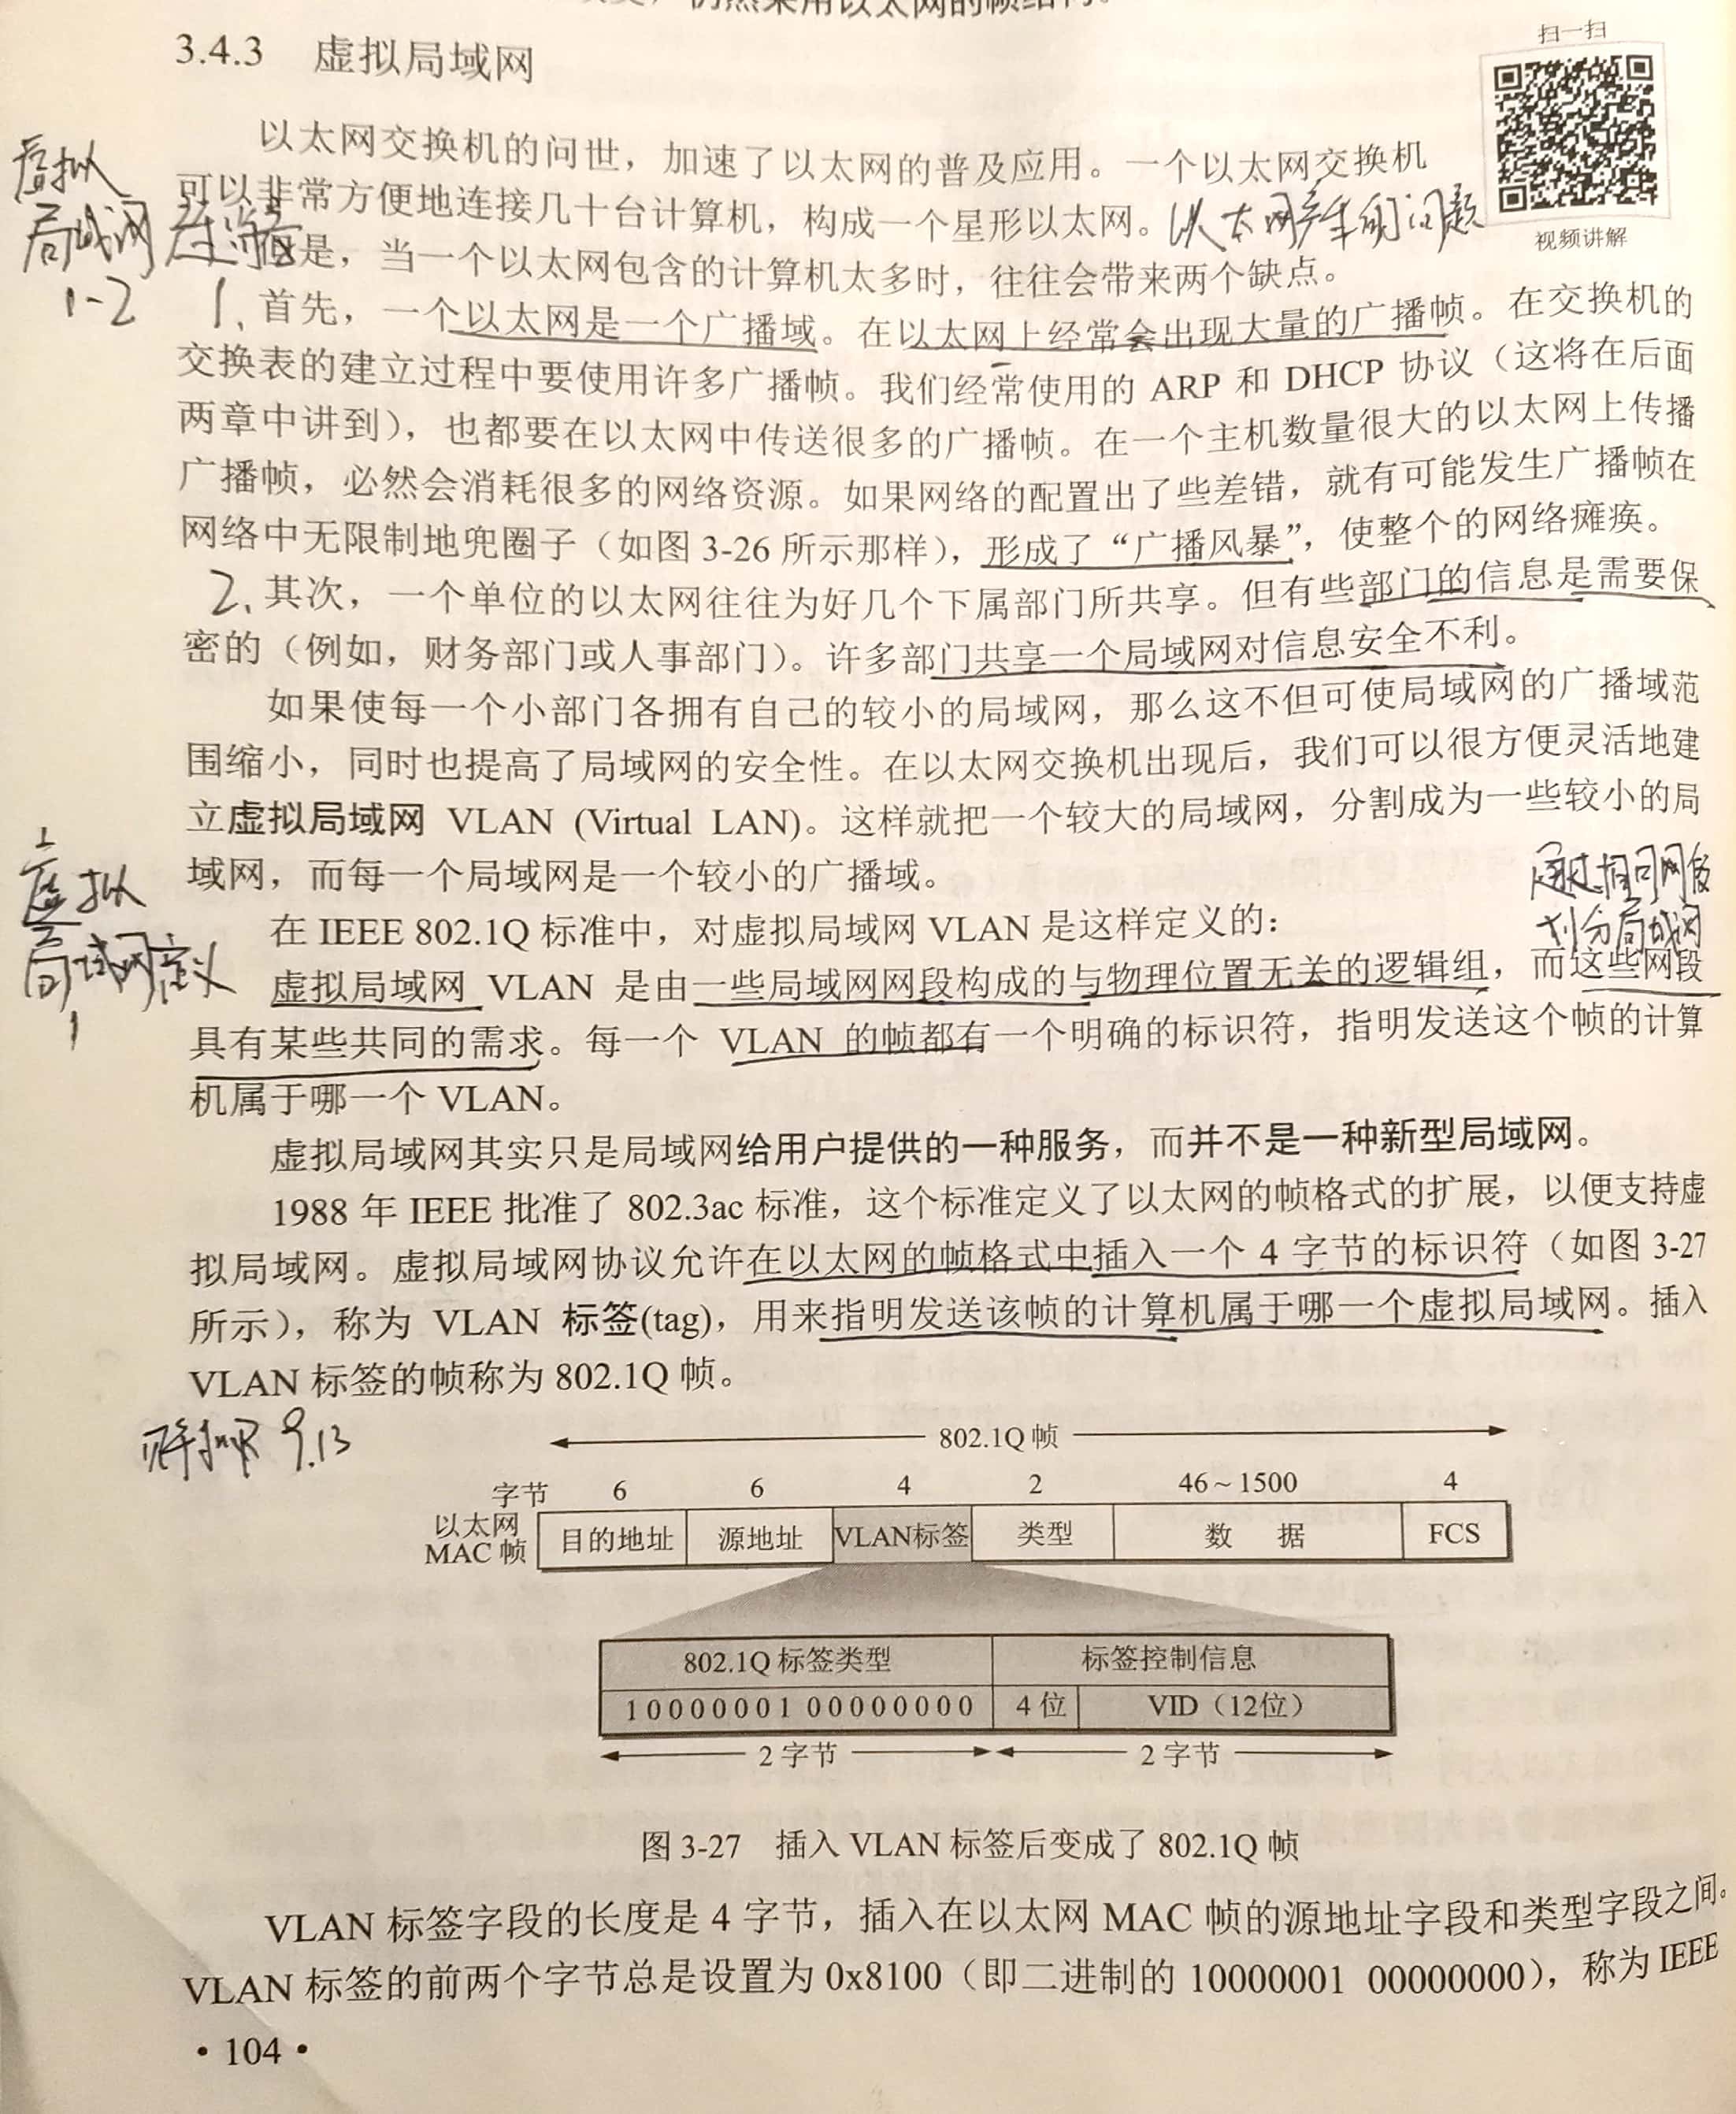 仍然采用以太网的帧结构。
3.4.3 虚拟局域网
扫一扫
视频讲解
以太网交换机的问世，加速了以太网的普及应用。一个以太网交换机
可以非常方便地连接几十台计算机，构成一个星形以太网。
以太网产生的问题
虚拟
局域网
1-2
但是，当一个以太网包含的计算机太多时，往往会带来两个缺点。
1、首先，一个以太网是一个广播域。在以太网上经常会出现大量的广播帧。在交换机的
交换表的建立过程中要使用许多广播帧。我们经常使用的 ARP 和 DHCP 协议（这将在后面
两章中讲到），也都要在以太网中传送很多的广播帧。在一个主机数量很大的以太网上传播
广播帧，必然会消耗很多的网络资源。如果网络的配置出了些差错，就有可能发生广播帧在
网络中无限制地兜圈子（如图 3-26 所示那样），形成了“广播风暴”，使整个的网络瘫痪。
2、其次，一个单位的以太网往往为好几个下属部门所共享。但有些部门的信息是需要保
密的（例如，财务部门或人事部门）。许多部门共享一个局域网对信息安全不利。
如果使每一个小部门各拥有自己的较小的局域网，那么这不但可使局域网的广播域范
围缩小，同时也提高了局域网的安全性。在以太网交换机出现后，我们可以很方便灵活地建
立虚拟局域网 VLAN (Virtual LAN)。这样就把一个较大的局域网，分割成为一些较小的局
域网，而每一个局域网是一个较小的广播域。
虚拟
局域网定义
1
相同网段
划分局域网
在 IEEE 802.1Q 标准中，对虚拟局域网 VLAN 是这样定义的：
虚拟局域网 VLAN 是由一些局域网网段构成的与物理位置无关的逻辑组，而这些网段
具有某些共同的需求。每一个 VLAN 的帧都有一个明确的标识符，指明发送这个帧的计算
机属于哪一个 VLAN。
虚拟局域网其实只是局域网给用户提供的一种服务，而并不是一种新型局域网。
1988 年 IEEE 批准了 802.3ac 标准，这个标准定义了以太网的帧格式的扩展，以便支持虚
拟局域网。虚拟局域网协议允许在以太网的帧格式中插入一个 4 字节的标识符（如图 3-27
所示），称为 VLAN 标签(tag)，用来指明发送该帧的计算机属于哪一个虚拟局域网。插入
VLAN 标签的帧称为 802.1Q 帧。
9.13
802.1Q 帧
字节 6 6 4 2 46～1500 4
以太网
MAC 帧
目的地址 源地址 VLAN标签 类型 数 据 FCS
802.1Q 标签类型 标签控制信息
10000001 00000000 4 位 VID（12位）
2 字节 2 字节
图 3-27 插入 VLAN 标签后变成了 802.1Q 帧
VLAN 标签字段的长度是 4 字节，插入在以太网 MAC 帧的源地址字段和类型字段之间。
VLAN 标签的前两个字节总是设置为 0x8100（即二进制的 10000001 00000000），称为 IEEE
·104·